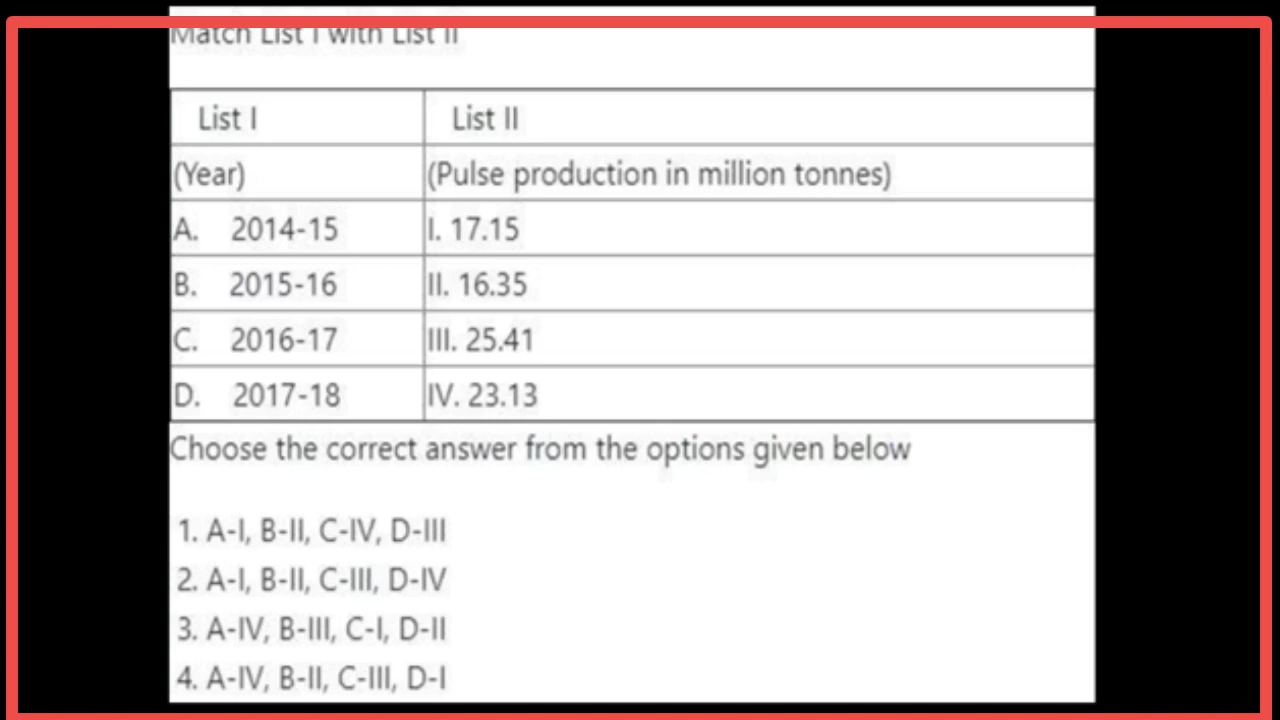 Match List I with List II
List I List II
(Year) (Pulse production in million tonnes)
A. 2014-15 I. 17.15
B. 2015-16 II. 16.35
C. 2016-17 III. 25.41
D. 2017-18 IV. 23.13
Choose the correct answer from the options given below
1. A-I, B-II, C-IV, D-III
2. A-I, B-II, C-III, D-IV
3. A-IV, B-III, C-I, D-II
4. A-IV, B-II, C-III, D-I